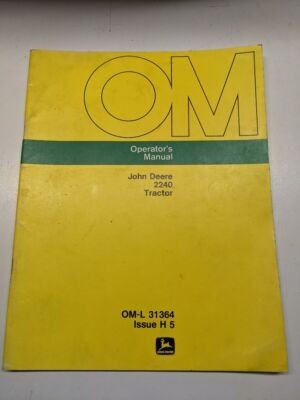 OM
Operator's
Manual
John Deere
2240
Tractor
OM-L 31364
Issue H 5